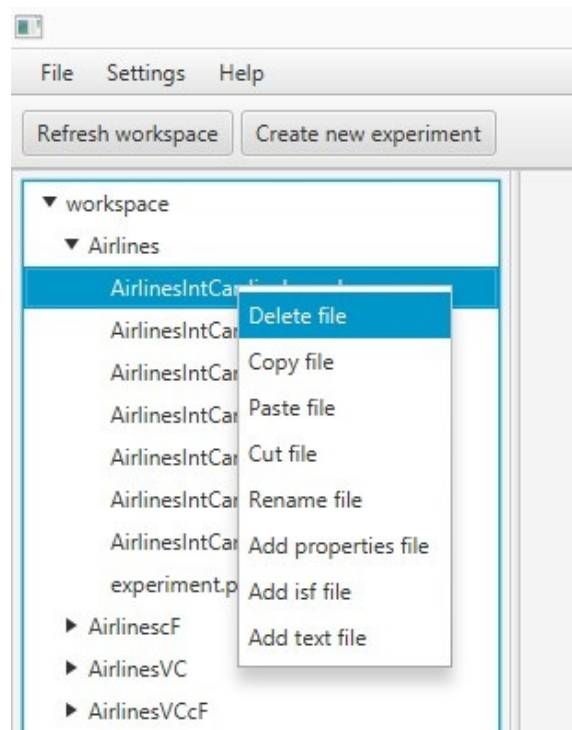 File Settings Help
Refresh workspace Create new experiment
workspace
Airlines
Delete file
Copy file
Paste file
Cut file
Rename file
Add properties file
Add isf file
Add text file
AirlinescF
AirlinesVC
AirlinesVCcF